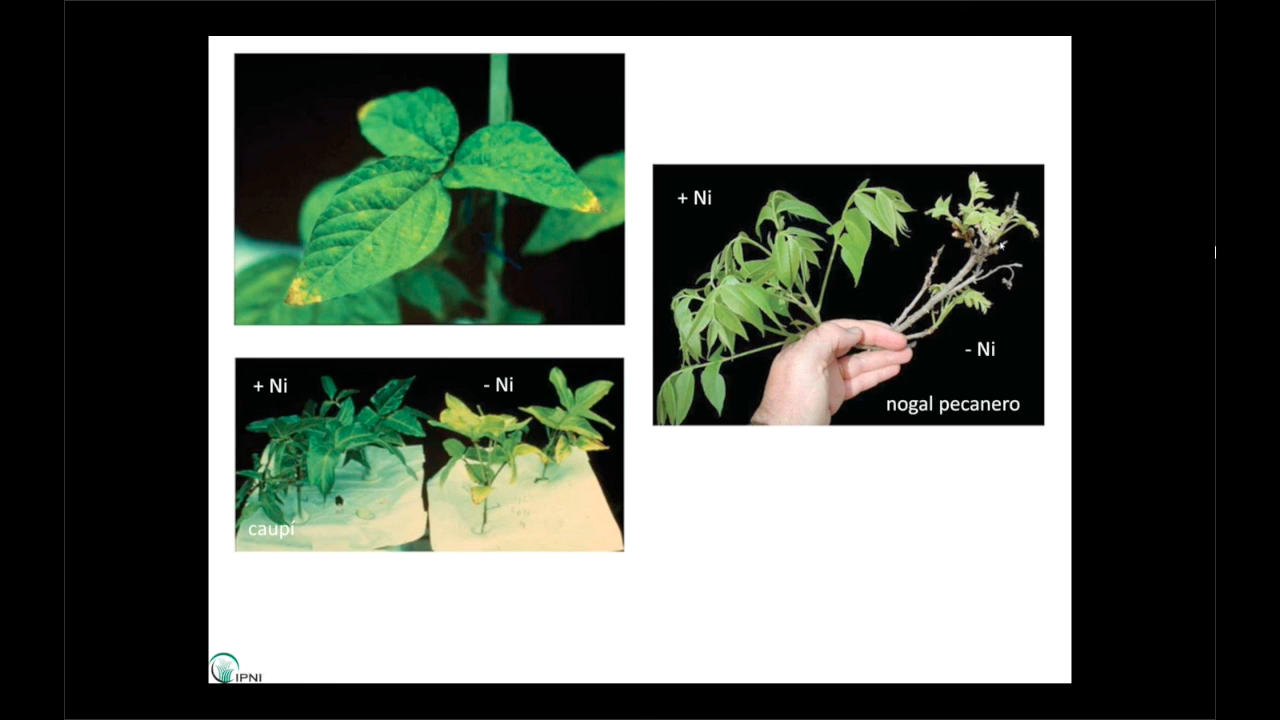 + Ni
- Ni
caupí
+ Ni
- Ni
nogal pecanero
IPNI